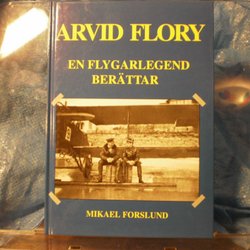 ARVID FLORY
EN FLYGARLEGEND
BERÄTTAR
MIKAEL FORSLUND